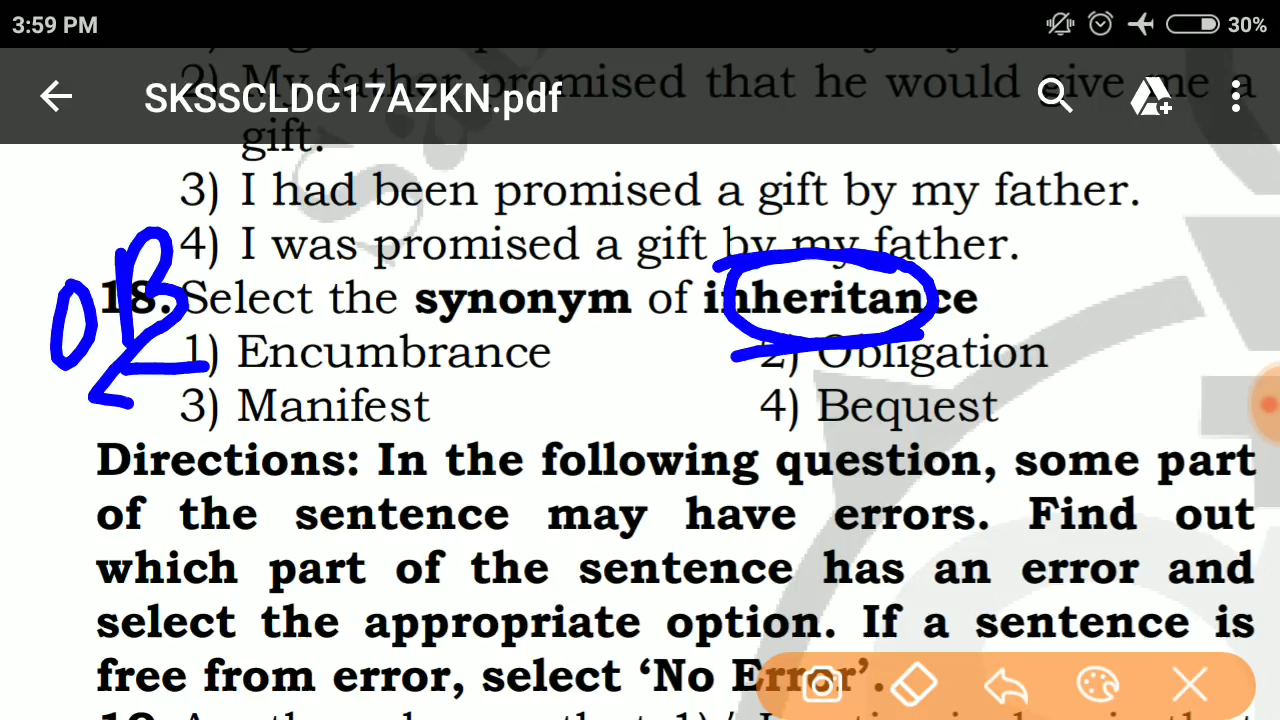 3:59 PM 30%
SKSSCLDC17AZKN.pdf
2) My father promised that he would give me a
gift.
3) I had been promised a gift by my father.
4) I was promised a gift by my father.
18. Select the synonym of inheritance
1) Encumbrance 2) Obligation
3) Manifest 4) Bequest
Directions: In the following question, some part
of the sentence may have errors. Find out
which part of the sentence has an error and
select the appropriate option. If a sentence is
free from error, select ‘No Error’.